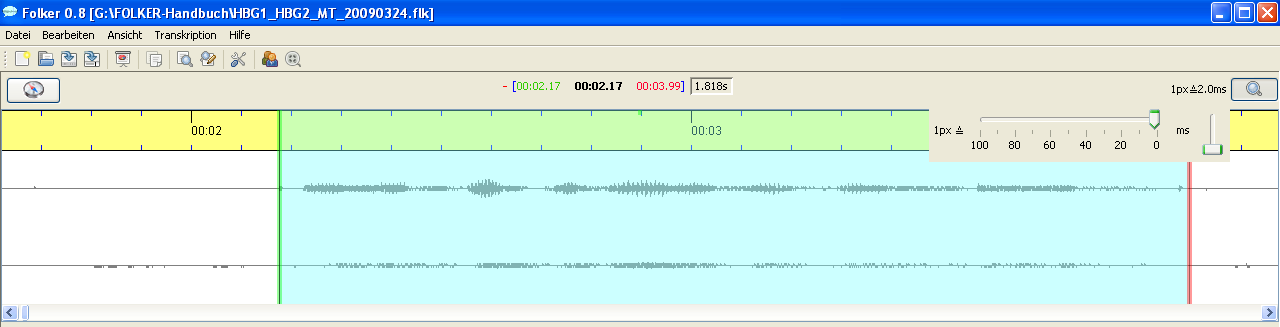 Folker 0.8 [G:\FOLKER-Handbuch\HBG1_HBG2_MT_20090324.flk]
Datei Bearbeiten Ansicht Transkription Hilfe
- [00:02.17 00:02.17 00:03.99] 1.818s 1px≙2.0ms
00:02 00:03
1px ≙ ms
100 80 60 40 20 0